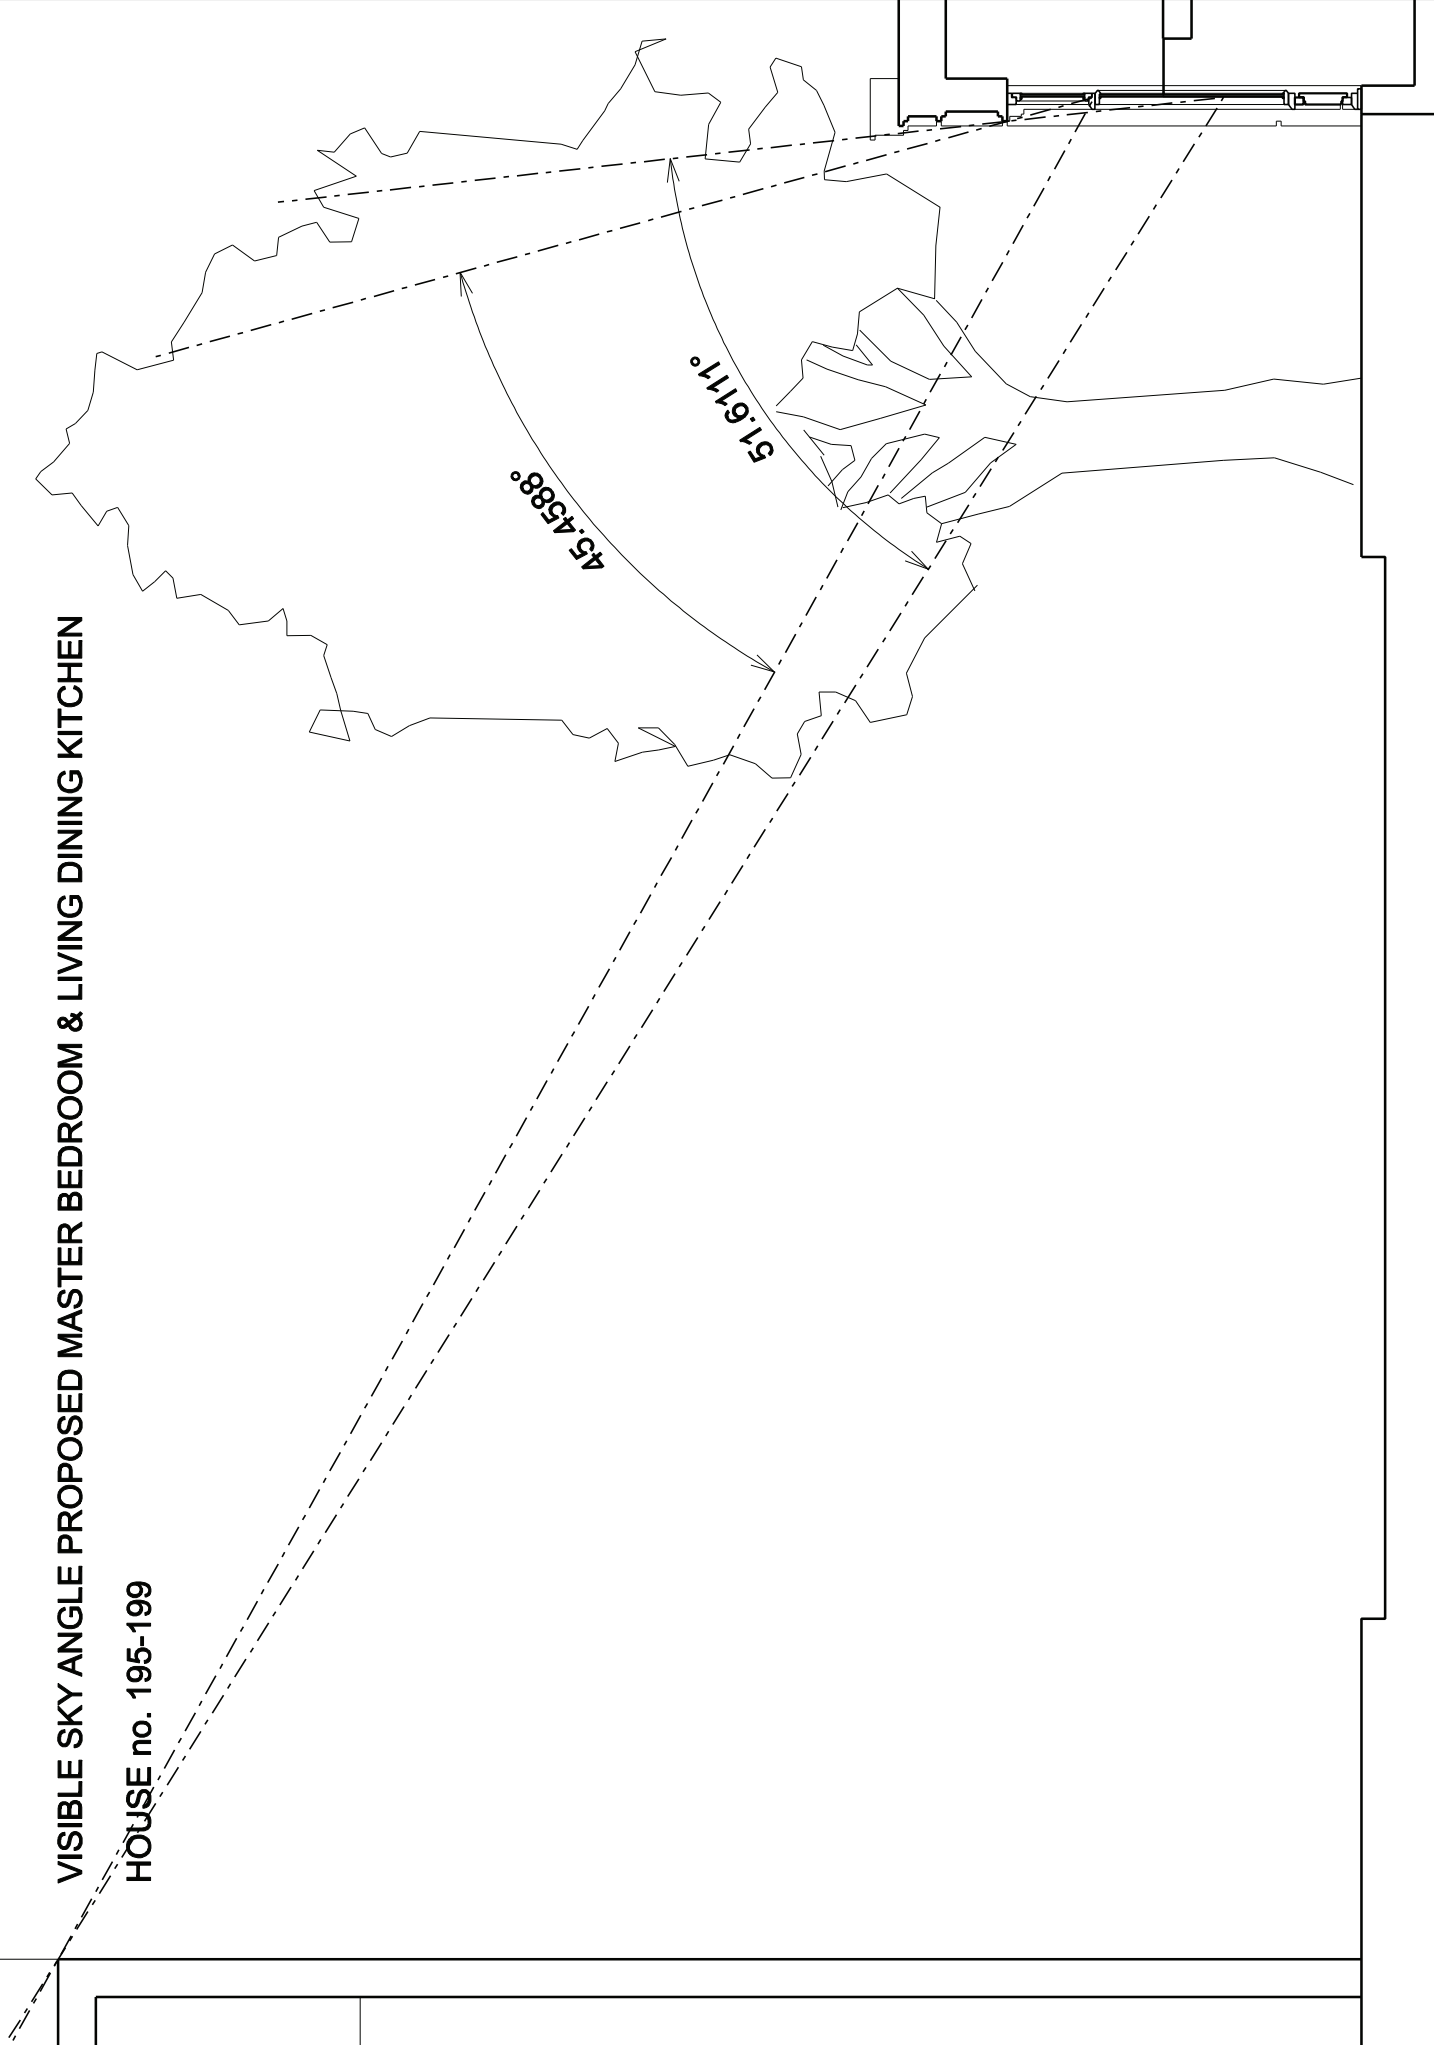 VISIBLE SKY ANGLE PROPOSED MASTER BEDROOM & LIVING DINING KITCHEN
HOUSE no. 195-199
45.4588°
51.6111°